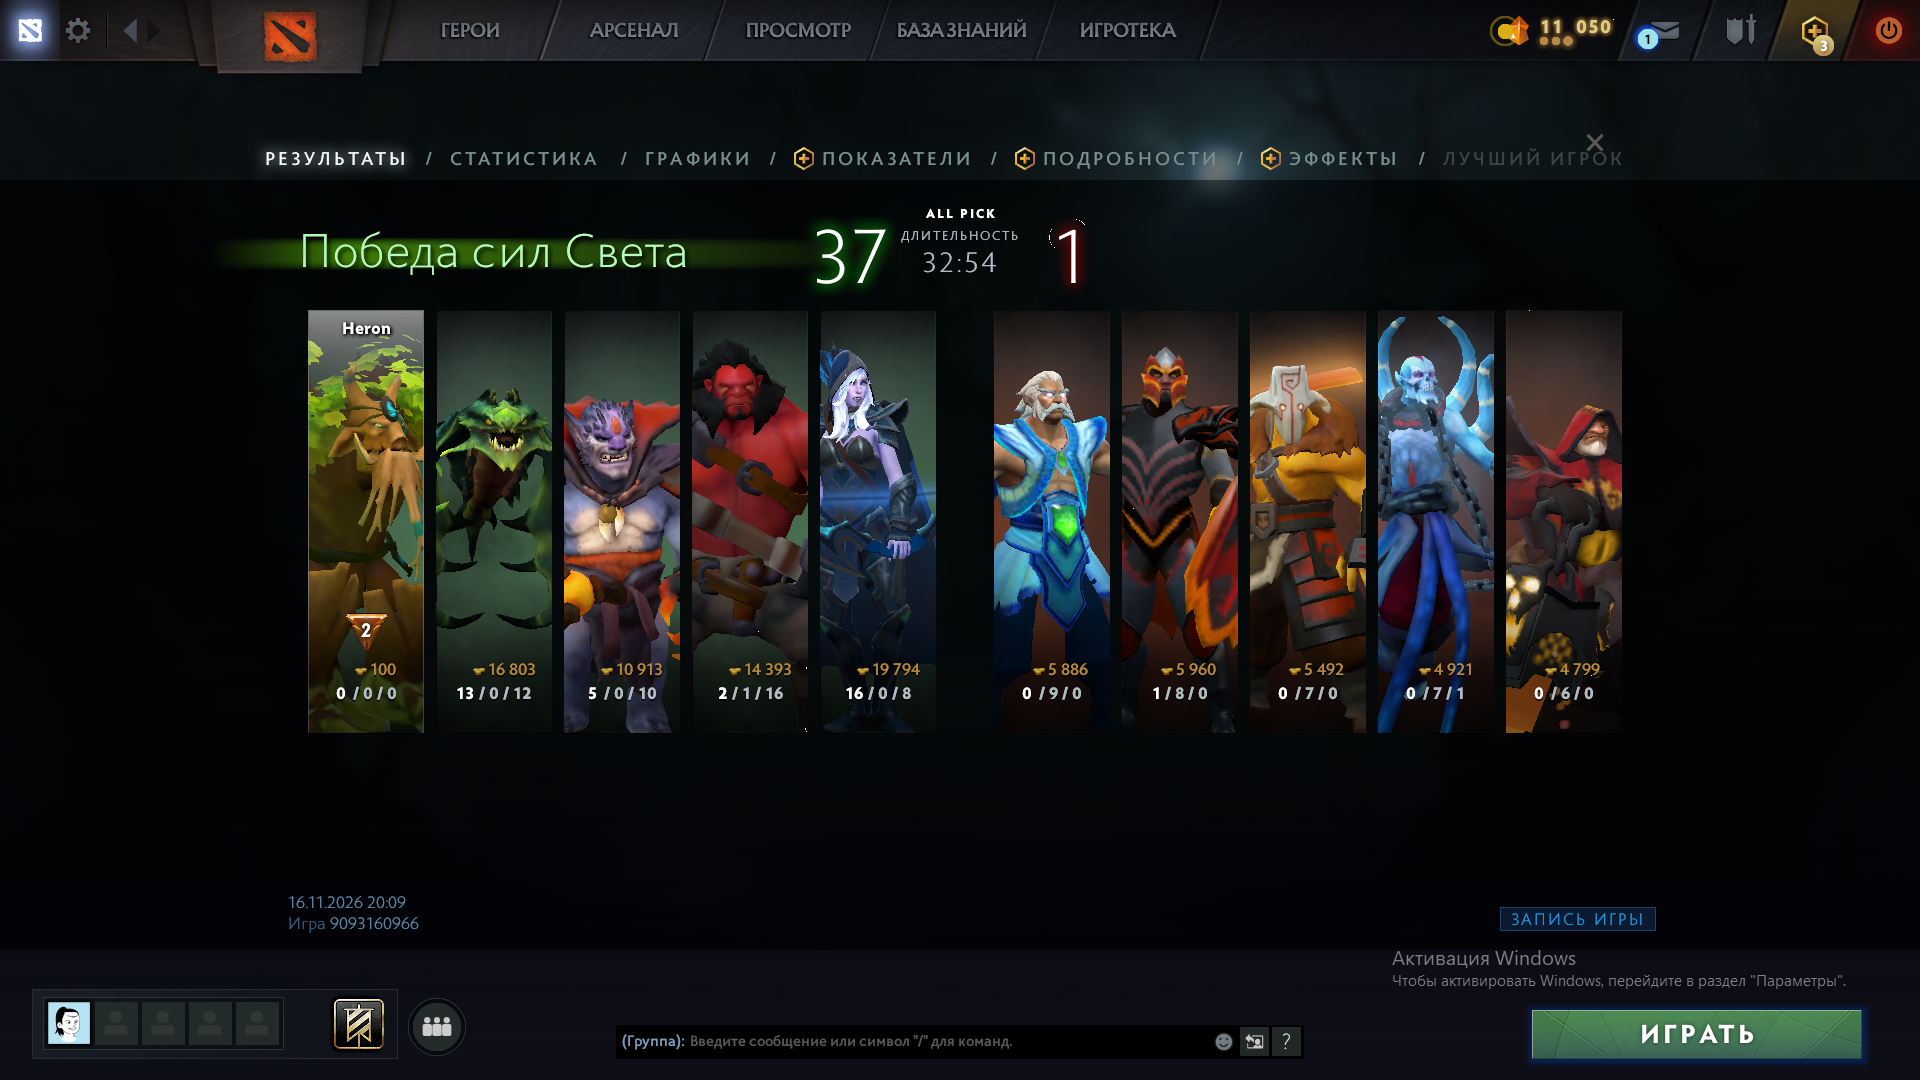 ГЕРОИ
АРСЕНАЛ
ПРОСМОТР
БАЗА ЗНАНИЙ
ИГРОТЕКА
11 050
1
3
РЕЗУЛЬТАТЫ / СТАТИСТИКА / ГРАФИКИ / ПОКАЗАТЕЛИ / ПОДРОБНОСТИ / ЭФФЕКТЫ / ЛУЧШИЙ ИГРОК
Победа сил Света
37
ALL PICK
ДЛИТЕЛЬНОСТЬ
32:54
1
Heron
2
100
0 / 0 / 0
16 803
13 / 0 / 12
10 913
5 / 0 / 10
14 393
2 / 1 / 16
19 794
16 / 0 / 8
5 886
0 / 9 / 0
5 960
1 / 8 / 0
5 492
0 / 7 / 0
4 921
0 / 7 / 1
4 799
0 / 6 / 0
16.11.2026 20:09
Игра 9093160966
ЗАПИСЬ ИГРЫ
Активация Windows
Чтобы активировать Windows, перейдите в раздел "Параметры".
(Группа): Введите сообщение или символ "/" для команд.
?
ИГРАТЬ